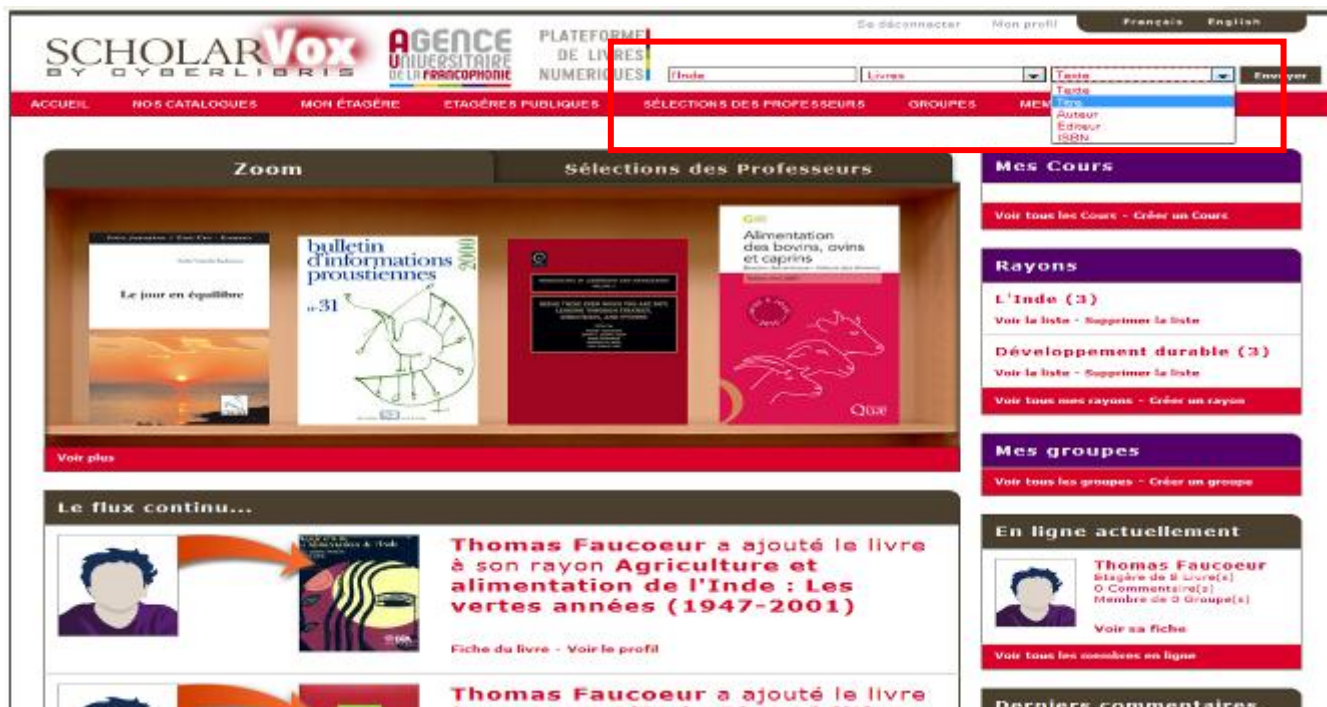 Se déconnecter Mon profil Français English
SCHOLARVOX
BY CYBERLIBRIS
AGENCE
UNIVERSITAIRE
DE LA FRANCOPHONIE
PLATEFORME
DE LIVRES
NUMERIQUES
l'Inde Livres Texte Envoyer
Texte
Titre
Auteur
Editeur
ISBN
ACCUEIL NOS CATALOGUES MON ÉTAGÈRE ETAGÈRES PUBLIQUES SÉLECTIONS DES PROFESSEURS GROUPES
Zoom Sélections des Professeurs
Le jour en équilibre
bulletin
d'informations
proustiennes
2000
n° 31
Alimentation
des bovins, ovins
et caprins
Quæ
Voir plus
Le flux continu...
Thomas Faucoeur a ajouté le livre
à son rayon Agriculture et
alimentation de l'Inde : Les
vertes années (1947-2001)
Fiche du livre - Voir le profil
Thomas Faucoeur a ajouté le livre
Mes Cours
Voir tous les Cours - Créer un Cours
Rayons
L'Inde (3)
Voir la liste - Supprimer la liste
Développement durable (3)
Voir la liste - Supprimer la liste
Voir tous mes rayons - Créer un rayon
Mes groupes
Voir tous les groupes - Créer un groupe
En ligne actuellement
Thomas Faucoeur
Etagère de 8 Livre(s)
0 Commentaire(s)
Membre de 0 Groupe(s)
Voir sa fiche
Voir tous les membres en ligne
Derniers commentaires